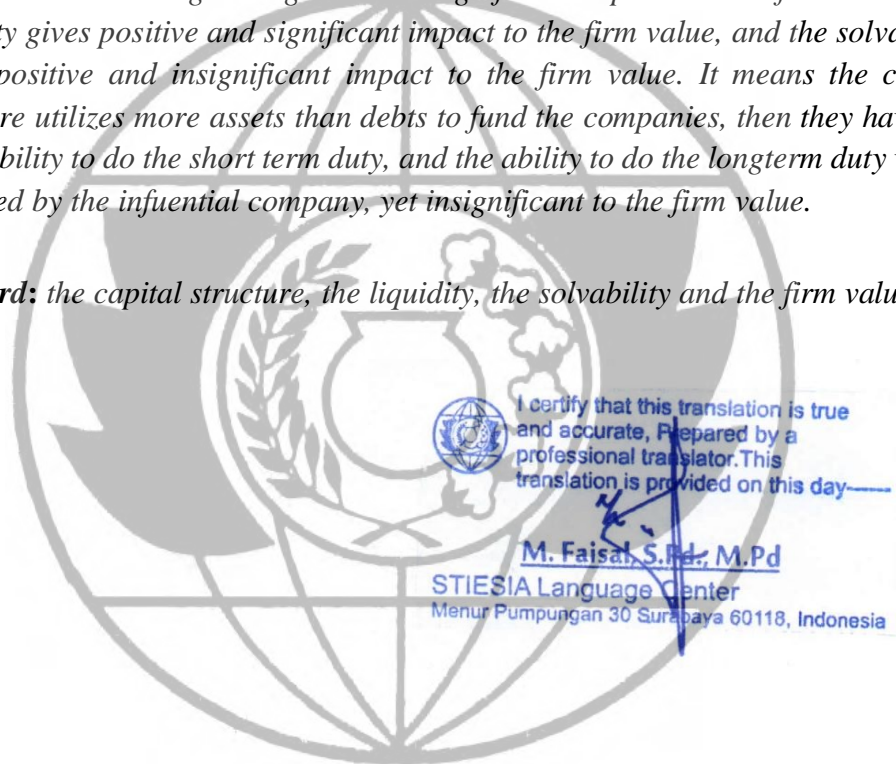 ty gives positive and significant impact to the firm value, and the solva
positive and insignificant impact to the firm value. It means the c
re utilizes more assets than debts to fund the companies, then they ha
bility to do the short term duty, and the ability to do the longterm duty
ed by the infuential company, yet insignificant to the firm value.
rd: the capital structure, the liquidity, the solvability and the firm valu
I certify that this translation is true
and accurate, Prepared by a
professional translator.This
translation is provided on this day-----
M. Faisal, S.Pd., M.Pd
STIESIA Language Center
Menur Pumpungan 30 Surabaya 60118, Indonesia